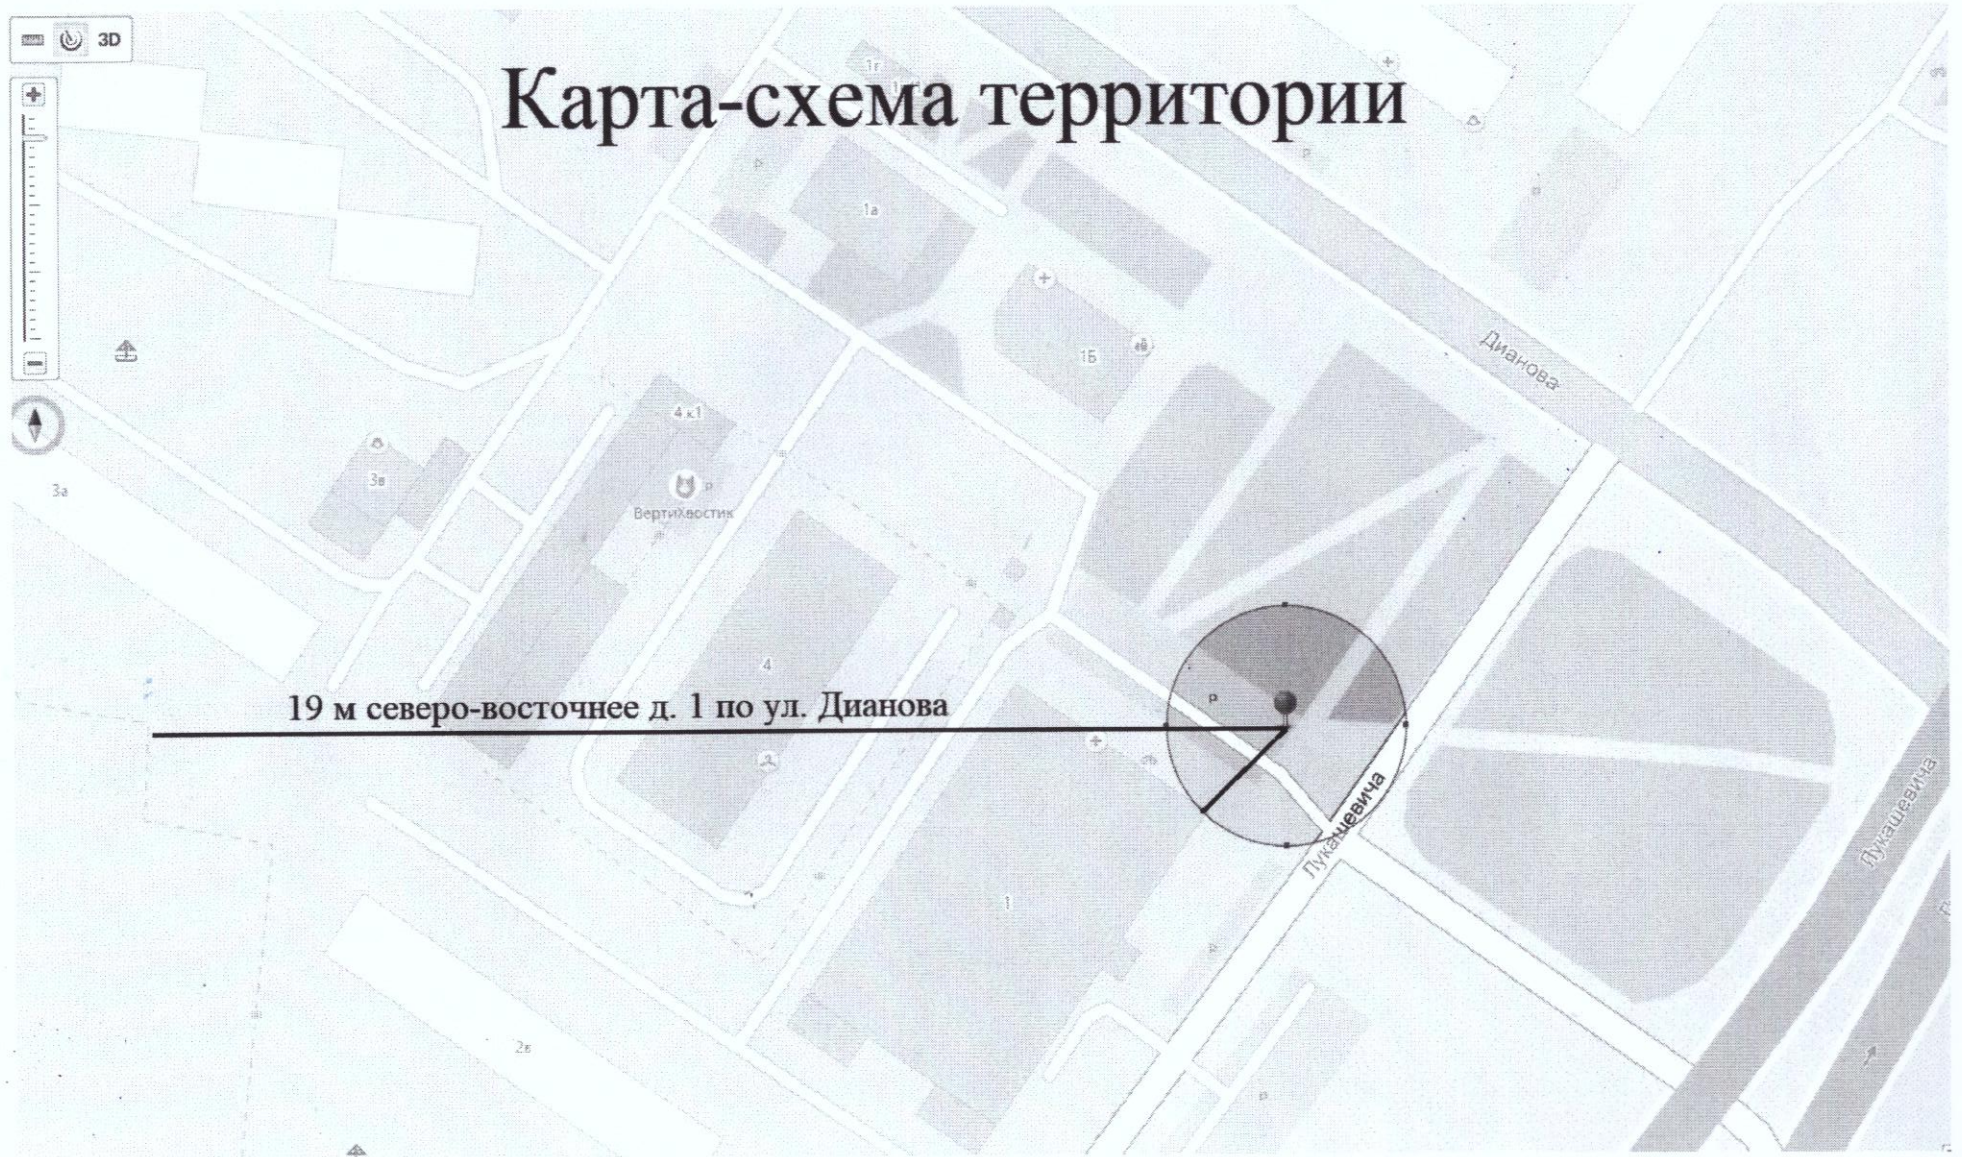 3D
Карта-схема территории
1г
1а
1Б
Дианова
4 к1
3в
3а
Вертихвостик
P
4
19 м северо-восточнее д. 1 по ул. Дианова
P
Лукашевича
Лукашевича
1
2в
P